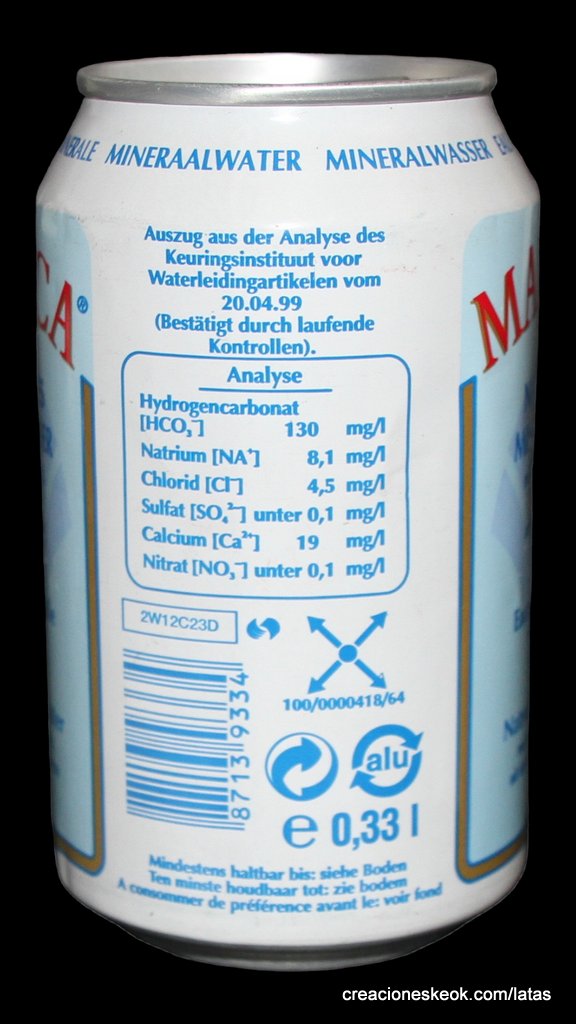 MINERAALWATER MINERALWASSER
Auszug aus der Analyse des
Keuringsinstituut voor
Waterleidingartikelen vom
20.04.99
(Bestätigt durch laufende
Kontrollen).
Analyse
Hydrogencarbonat
[HCO₃⁻] 130 mg/l
Natrium [NA⁺] 8,1 mg/l
Chlorid [Cl⁻] 4,5 mg/l
Sulfat [SO₄²⁻] unter 0,1 mg/l
Calcium [Ca²⁺] 19 mg/l
Nitrat [NO₃⁻] unter 0,1 mg/l
2W12C23D
100/0000418/64
8713 9334
alu
e 0,33 l
Mindestens haltbar bis: siehe Boden
Ten minste houdbaar tot: zie bodem
A consommer de préférence avant le: voir fond
creacioneskeok.com/latas